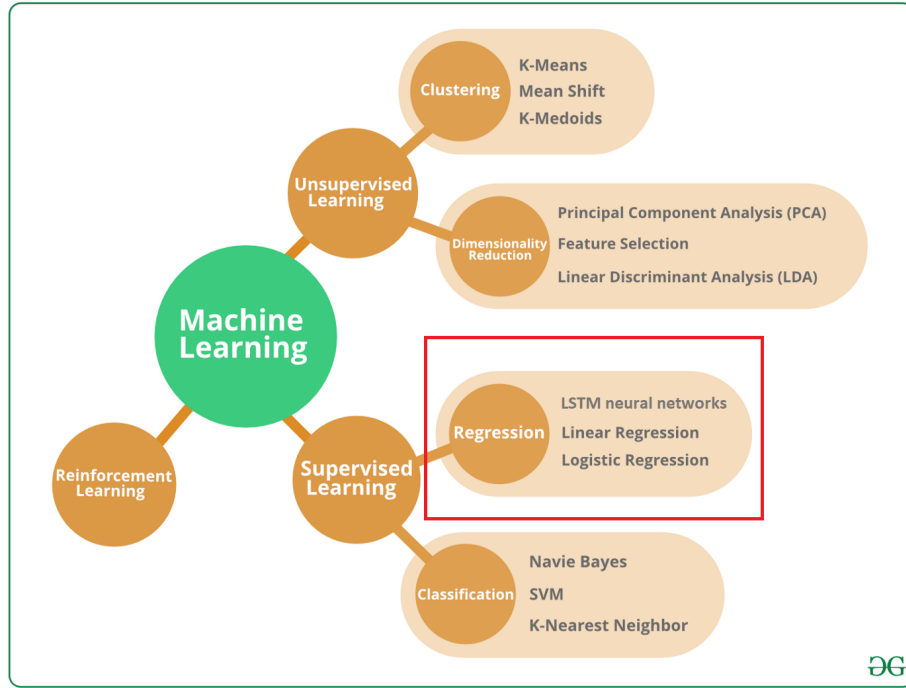 Clustering
K-Means
Mean Shift
K-Medoids
Unsupervised
Learning
Dimensionality
Reduction
Principal Component Analysis (PCA)
Feature Selection
Linear Discriminant Analysis (LDA)
Machine
Learning
Regression
LSTM neural networks
Linear Regression
Logistic Regression
Supervised
Learning
Reinforcement
Learning
Classification
Navie Bayes
SVM
K-Nearest Neighbor